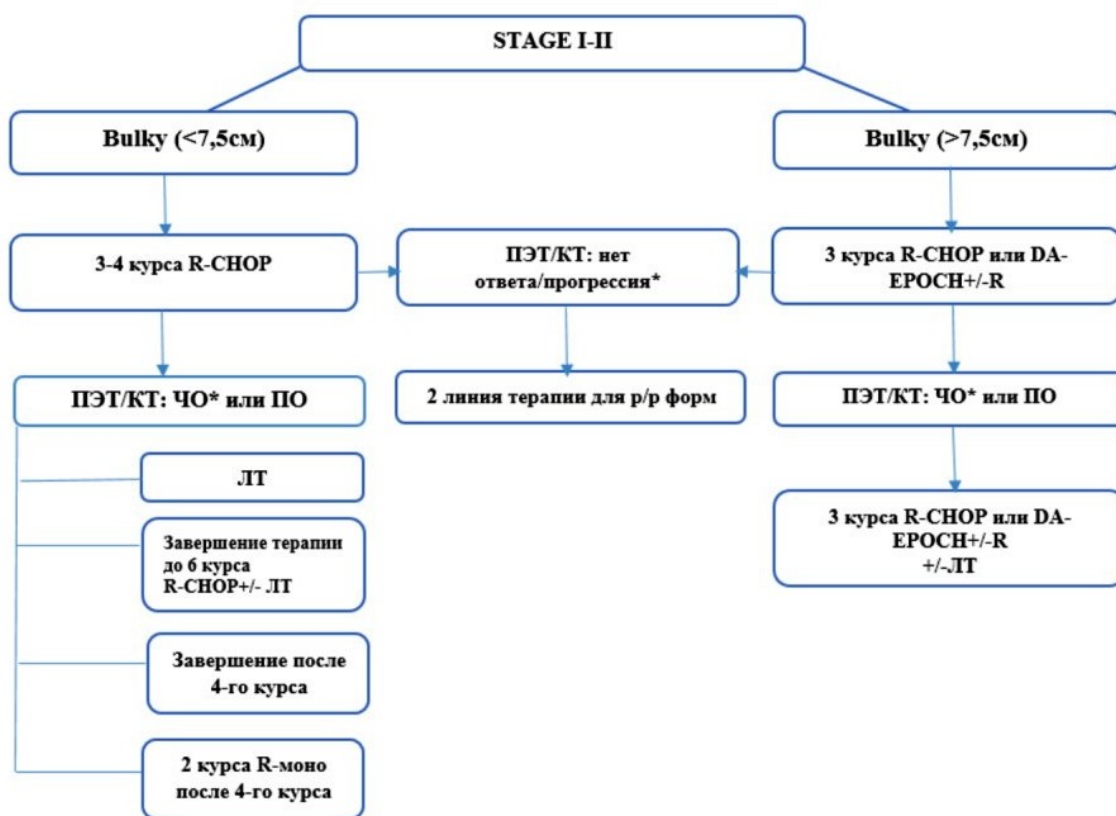 STAGE I-II
Bulky (<7,5см)
Bulky (>7,5см)
3-4 курса R-CHOP
ПЭТ/КТ: нет
ответа/прогрессия*
3 курса R-CHOP или DA-
EPOCH+/-R
ПЭТ/КТ: ЧО* или ПО
2 линия терапии для р/р форм
ПЭТ/КТ: ЧО* или ПО
ЛТ
Завершение терапии
до 6 курса
R-CHOP+/- ЛТ
3 курса R-CHOP или DA-
EPOCH+/-R
+/-ЛТ
Завершение после
4-го курса
2 курса R-моно
после 4-го курса